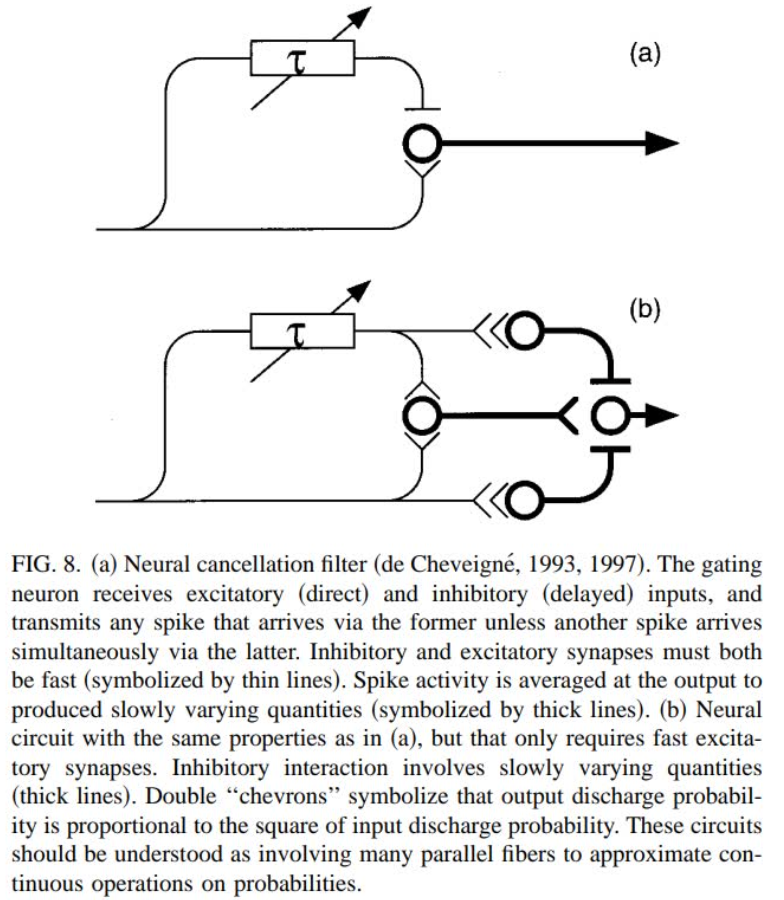 τ
(a)
τ
(b)
FIG. 8. (a) Neural cancellation filter (de Cheveigné, 1993, 1997). The gating
neuron receives excitatory (direct) and inhibitory (delayed) inputs, and
transmits any spike that arrives via the former unless another spike arrives
simultaneously via the latter. Inhibitory and excitatory synapses must both
be fast (symbolized by thin lines). Spike activity is averaged at the output to
produced slowly varying quantities (symbolized by thick lines). (b) Neural
circuit with the same properties as in (a), but that only requires fast excita-
tory synapses. Inhibitory interaction involves slowly varying quantities
(thick lines). Double “chevrons” symbolize that output discharge probabil-
ity is proportional to the square of input discharge probability. These circuits
should be understood as involving many parallel fibers to approximate con-
tinuous operations on probabilities.